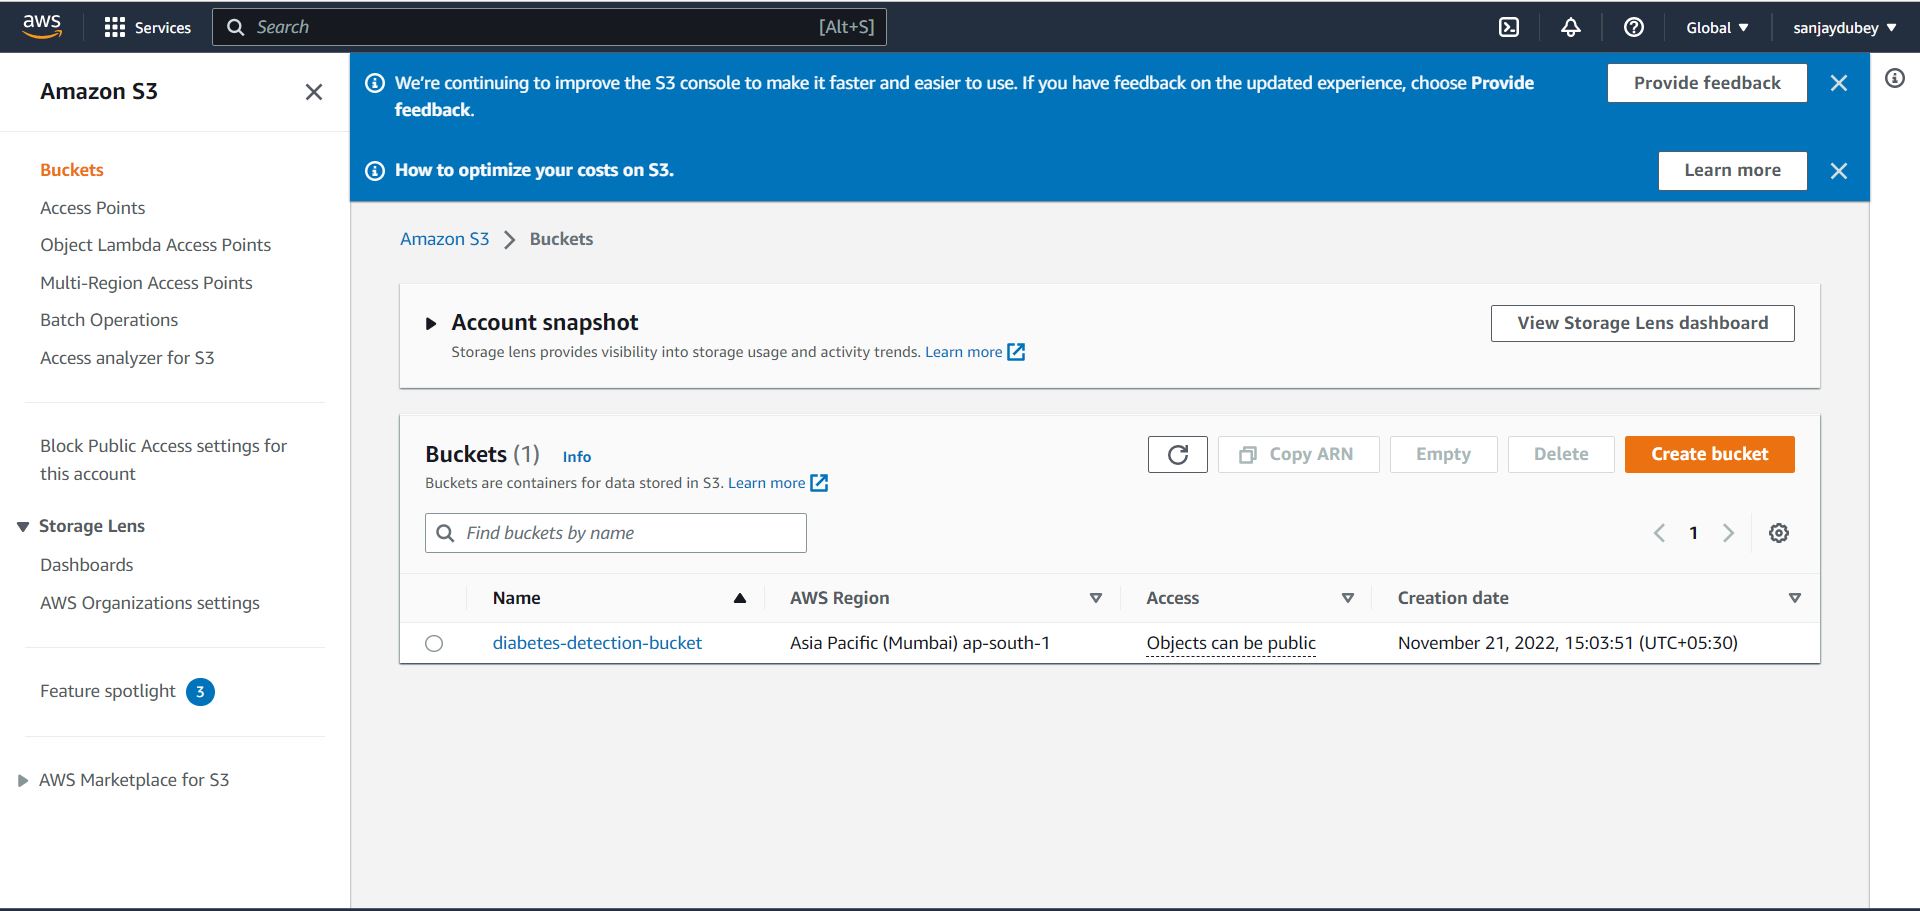 aws
Services
Search [Alt+S]
Global
sanjaydubey
Amazon S3
Buckets
Access Points
Object Lambda Access Points
Multi-Region Access Points
Batch Operations
Access analyzer for S3
Block Public Access settings for
this account
Storage Lens
Dashboards
AWS Organizations settings
Feature spotlight 3
AWS Marketplace for S3
We're continuing to improve the S3 console to make it faster and easier to use. If you have feedback on the updated experience, choose Provide
feedback.
Provide feedback
How to optimize your costs on S3.
Learn more
Amazon S3 Buckets
Account snapshot
Storage lens provides visibility into storage usage and activity trends. Learn more
View Storage Lens dashboard
Buckets (1) Info
Buckets are containers for data stored in S3. Learn more
Copy ARN
Empty
Delete
Create bucket
Find buckets by name
1
Name AWS Region Access Creation date
diabetes-detection-bucket Asia Pacific (Mumbai) ap-south-1 Objects can be public November 21, 2022, 15:03:51 (UTC+05:30)